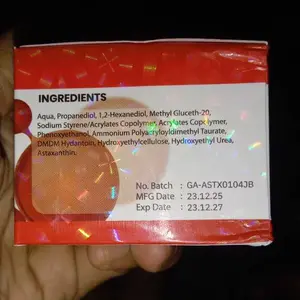 INGREDIENTS
Aqua, Propanediol, 1,2-Hexanediol, Methyl Gluceth-20,
Sodium Styrene/Acrylates Copolymer, Acrylates Copolymer,
Phenoxyethanol, Ammonium Polyacryloyldimethyl Taurate,
DMDM Hydantoin, Hydroxyethylcellulose, Hydroxyethyl Urea,
Astaxanthin,
No. Batch : GA-ASTX0104JB
MFG Date : 23.12.25
Exp Date : 23.12.27